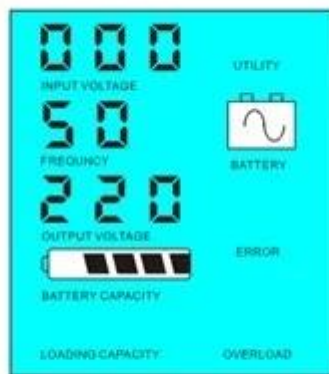 000
UTILITY
INPUT VOLTAGE
50
FREQUNCY
BATTERY
220
OUTPUT VOLTAGE
ERROR
BATTERY CAPACITY
LOADING CAPACITY
OVERLOAD